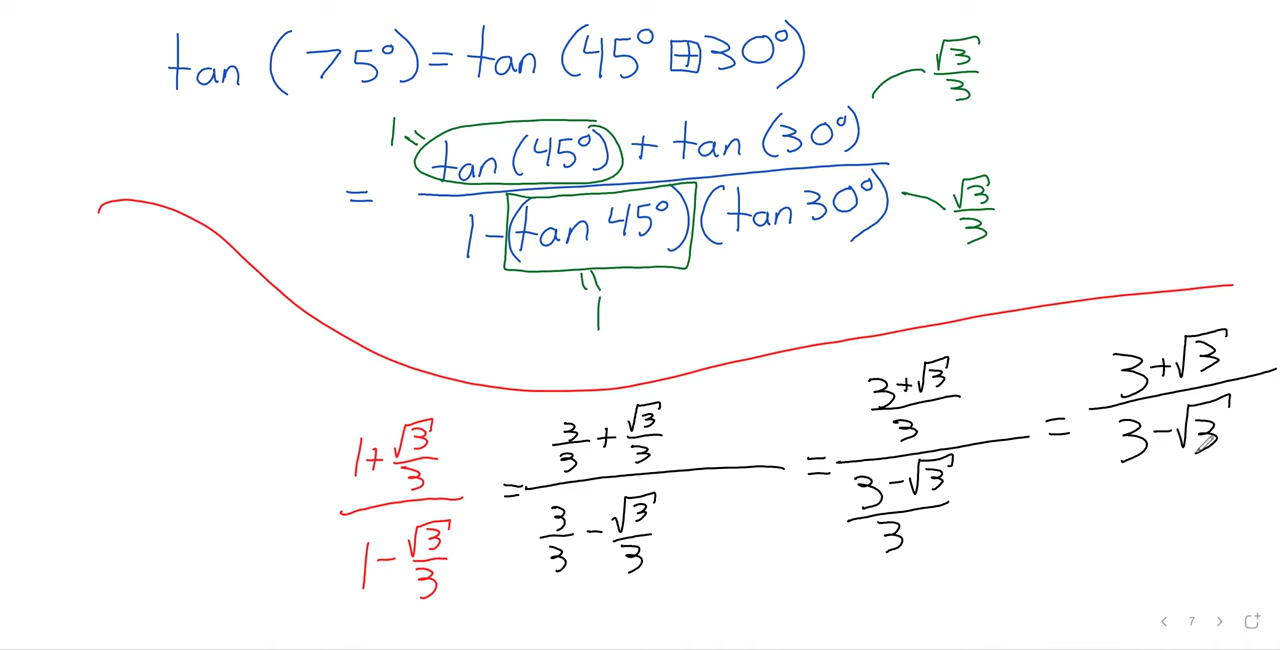 tan (75°) = tan (45° + 30°)
√3/3
1 = tan (45°) + tan (30°)
= ―
1 - (tan 45°) (tan 30°) √3/3
= 1
1 + √3/3 = 3/3 + √3/3 = (3+√3)/3 = 3+√3
1 - √3/3 3/3 - √3/3 (3-√3)/3 3-√3
< 7 >